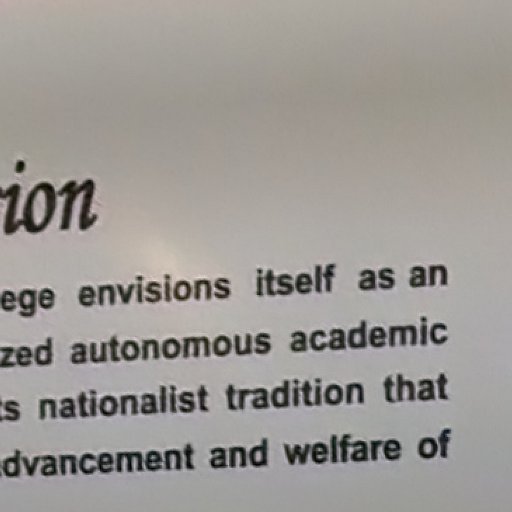 ion
ege envisions itself as an
zed autonomous academic
ts nationalist tradition that
dvancement and welfare of